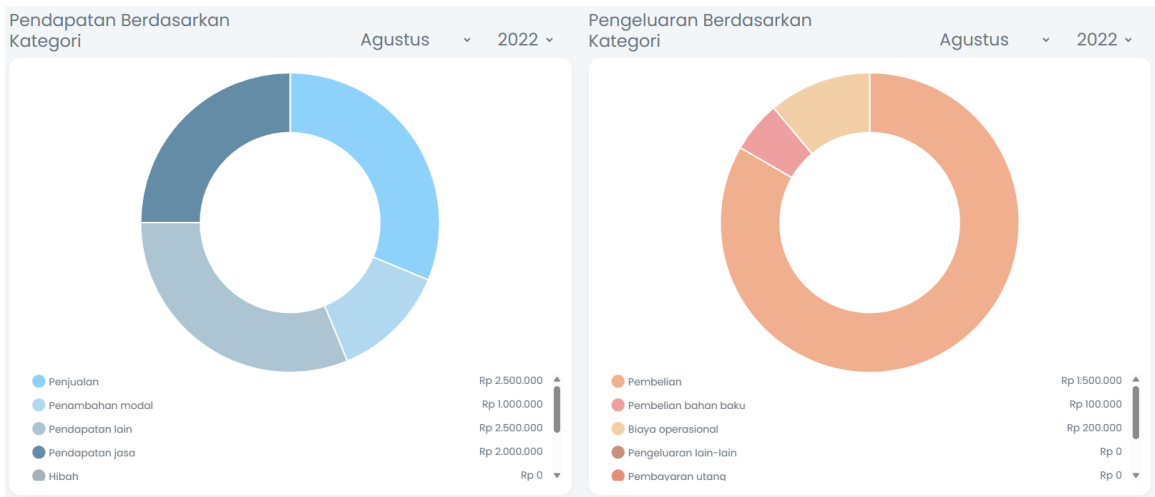 Pendapatan Berdasarkan
Kategori
Agustus
2022
Penjualan Rp 2.500.000
Penambahan modal Rp 1.000.000
Pendapatan lain Rp 2.500.000
Pendapatan jasa Rp 2.000.000
Hibah Rp 0
Pengeluaran Berdasarkan
Kategori
Agustus
2022
Pembelian Rp 1.500.000
Pembelian bahan baku Rp 100.000
Biaya operasional Rp 200.000
Pengeluaran lain-lain Rp 0
Pembayaran utang Rp 0